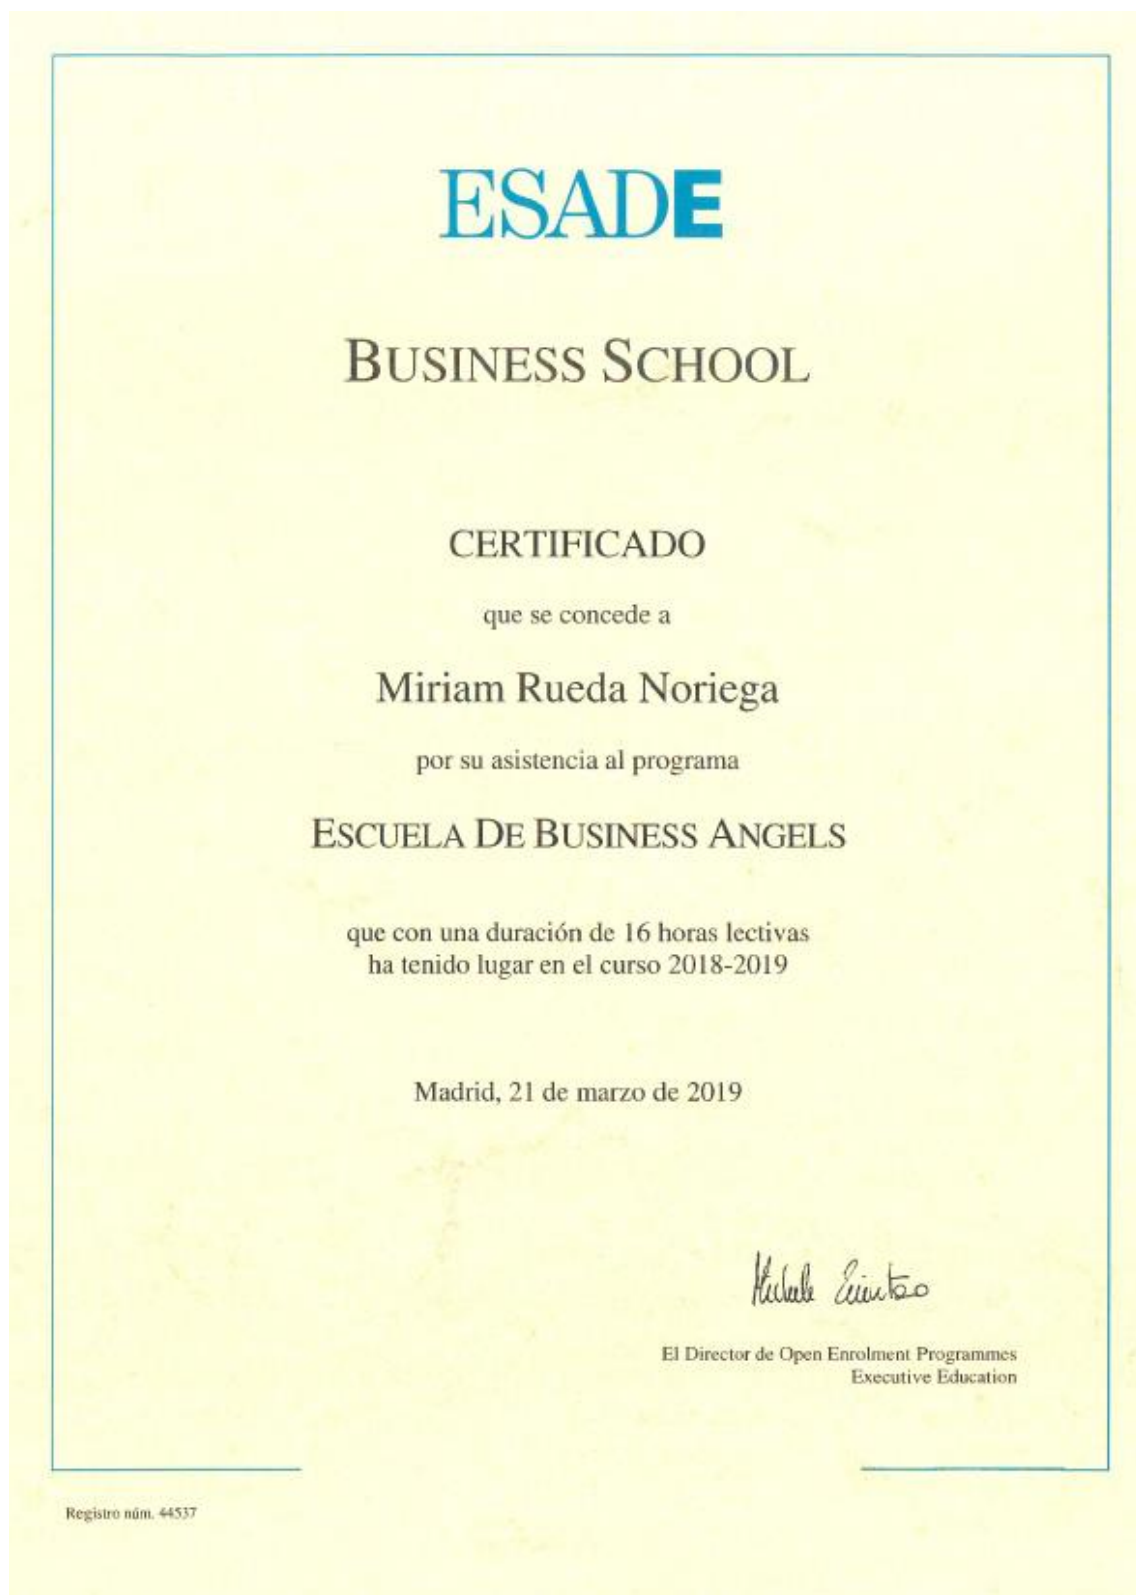 ESADE
BUSINESS SCHOOL
CERTIFICADO
que se concede a
Miriam Rueda Noriega
por su asistencia al programa
ESCUELA DE BUSINESS ANGELS
que con una duración de 16 horas lectivas
ha tenido lugar en el curso 2018-2019
Madrid, 21 de marzo de 2019
El Director de Open Enrolment Programmes
Executive Education
Registro núm. 44537